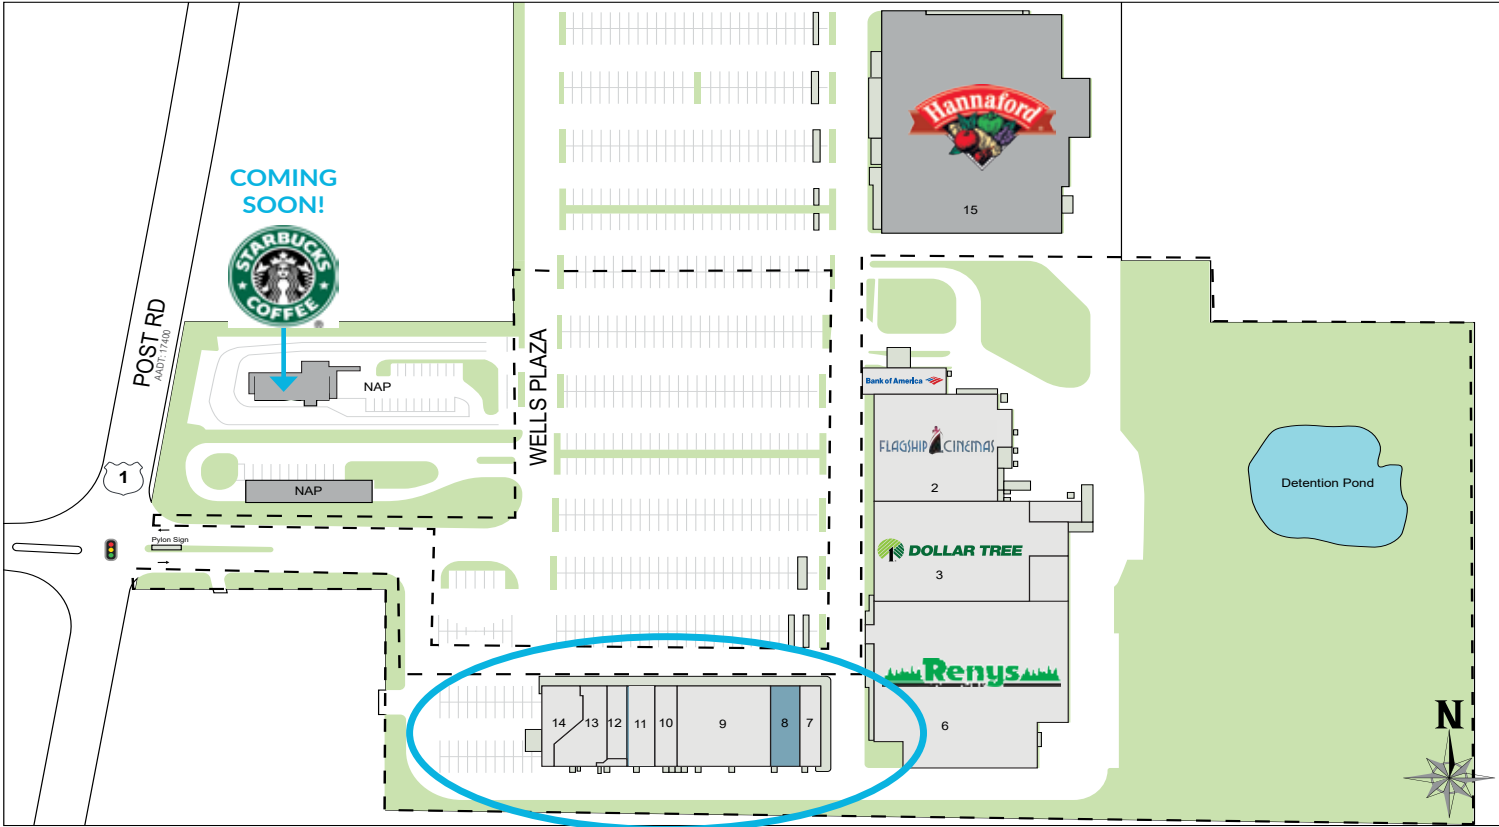 Hannaford
15
COMING
SOON!
STARBUCKS
COFFEE
®
POST RD
AADT: 17400
NAP
WELLS PLAZA
Bank of America
FLAGSHIP CINEMAS
2
1
NAP
Detention Pond
Pylon Sign
DOLLAR TREE
3
Renys
6
14
13
12
11
10
9
8
7
N